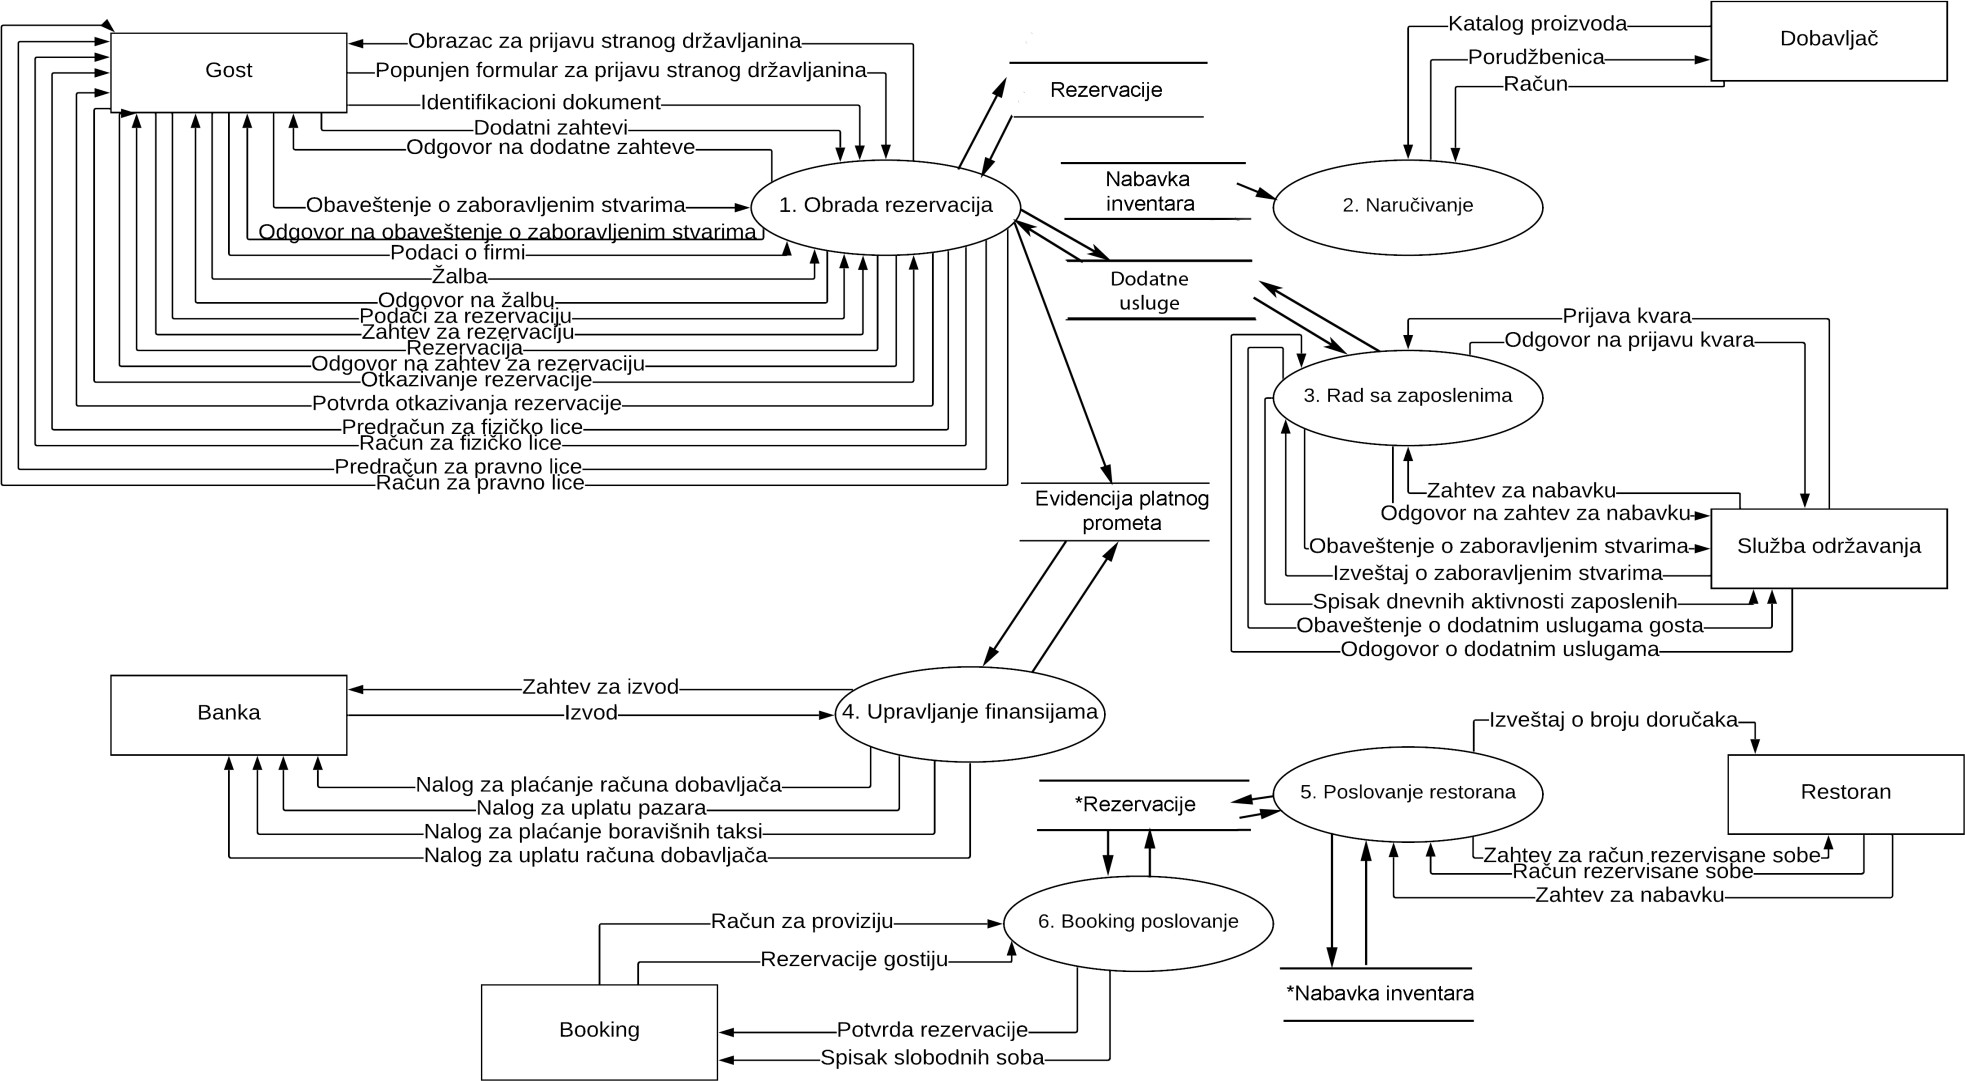 Gost
Obrazac za prijavu stranog državljanina
Popunjen formular za prijavu stranog državljanina
Identifikacioni dokument
Dodatni zahtevi
Odgovor na dodatne zahteve
Obaveštenje o zaboravljenim stvarima
Odgovor na obaveštenje o zaboravljenim stvarima
Podaci o firmi
Žalba
Odgovor na žalbu
Podaci za rezervaciju
Zahtev za rezervaciju
Rezervacija
Odgovor na zahtev za rezervaciju
Otkazivanje rezervacije
Potvrda otkazivanja rezervacije
Predračun za fizičko lice
Račun za fizičko lice
Predračun za pravno lice
Račun za pravno lice
1. Obrada rezervacija
Rezervacije
Nabavka
inventara
Dodatne
usluge
Evidencija platnog
prometa
Katalog proizvoda
Porudžbenica
Račun
Dobavljač
2. Naručivanje
Prijava kvara
Odgovor na prijavu kvara
3. Rad sa zaposlenima
Zahtev za nabavku
Odgovor na zahtev za nabavku
Obaveštenje o zaboravljenim stvarima
Izveštaj o zaboravljenim stvarima
Spisak dnevnih aktivnosti zaposlenih
Obaveštenje o dodatnim uslugama gosta
Odogovor o dodatnim uslugama
Služba održavanja
Banka
Zahtev za izvod
Izvod
4. Upravljanje finansijama
Nalog za plaćanje računa dobavljača
Nalog za uplatu pazara
Nalog za plaćanje boravišnih taksi
Nalog za uplatu računa dobavljača
*Rezervacije
Izveštaj o broju doručaka
5. Poslovanje restorana
Restoran
Zahtev za račun rezervisane sobe
Račun rezervisane sobe
Zahtev za nabavku
*Nabavka inventara
Račun za proviziju
Rezervacije gostiju
6. Booking poslovanje
Booking
Potvrda rezervacije
Spisak slobodnih soba